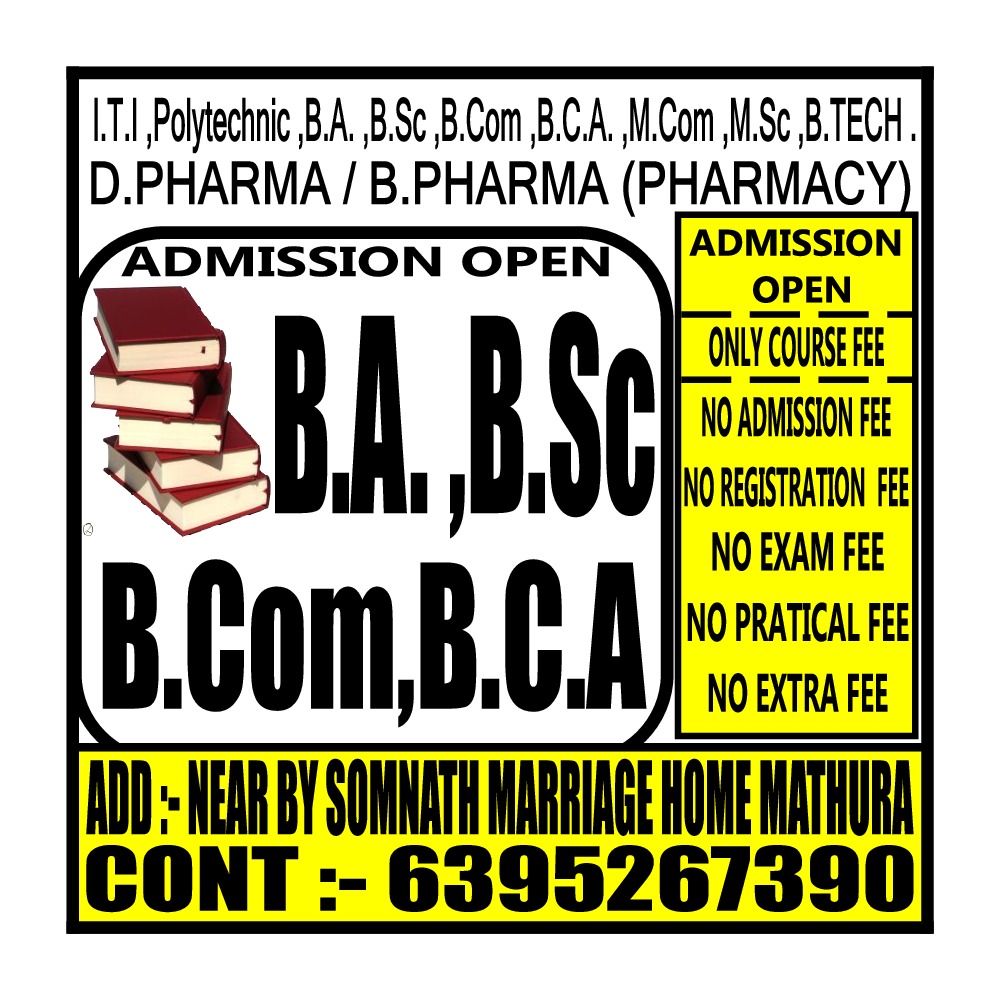 I.T.I ,Polytechnic ,B.A. ,B.Sc ,B.Com ,B.C.A. ,M.Com ,M.Sc ,B.TECH .
D.PHARMA / B.PHARMA (PHARMACY)
ADMISSION OPEN
B.A. ,B.Sc
B.Com,B.C.A
ADMISSION
OPEN
ONLY COURSE FEE
NO ADMISSION FEE
NO REGISTRATION FEE
NO EXAM FEE
NO PRATICAL FEE
NO EXTRA FEE
ADD :- NEAR BY SOMNATH MARRIAGE HOME MATHURA
CONT :- 6395267390